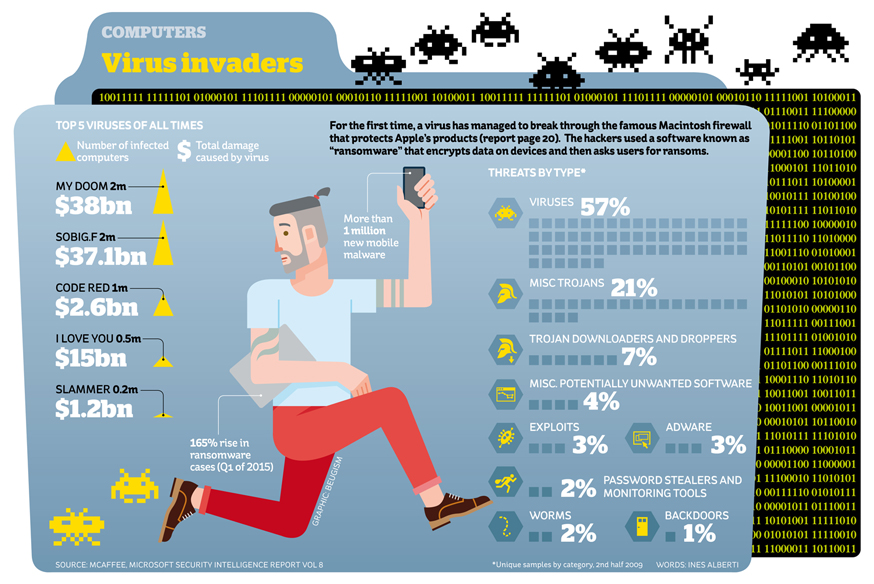 COMPUTERS
Virus invaders
10011111 11111101 01000101 11101111 00000101 00010110 11111001 10100011 10011111 11111101 01000101 11101111 00000101 00010110 11111001 10100011
TOP 5 VIRUSES OF ALL TIMES
Number of infected
computers
$ Total damage
caused by virus
MY DOOM 2m
$38bn
SOBIG.F 2m
$37.1bn
CODE RED 1m
$2.6bn
I LOVE YOU 0.5m
$15bn
SLAMMER 0.2m
$1.2bn
For the first time, a virus has managed to break through the famous Macintosh firewall
that protects Apple's products (report page 20). The hackers used a software known as
“ransomware” that encrypts data on devices and then asks users for ransoms.
More than
1 million
new mobile
malware
165% rise in
ransomware
cases (Q1 of 2015)
GRAPHIC: BEUGISM
THREATS BY TYPE*
VIRUSES 57%
MISC TROJANS 21%
TROJAN DOWNLOADERS AND DROPPERS
7%
MISC. POTENTIALLY UNWANTED SOFTWARE
4%
EXPLOITS
3%
ADWARE
3%
2% PASSWORD STEALERS AND
MONITORING TOOLS
WORMS
2%
BACKDOORS
1%
SOURCE: MCAFFEE, MICROSOFT SECURITY INTELLIGENCE REPORT VOL 8
*Unique samples by category, 2nd half 2009
WORDS: INES ALBERTI